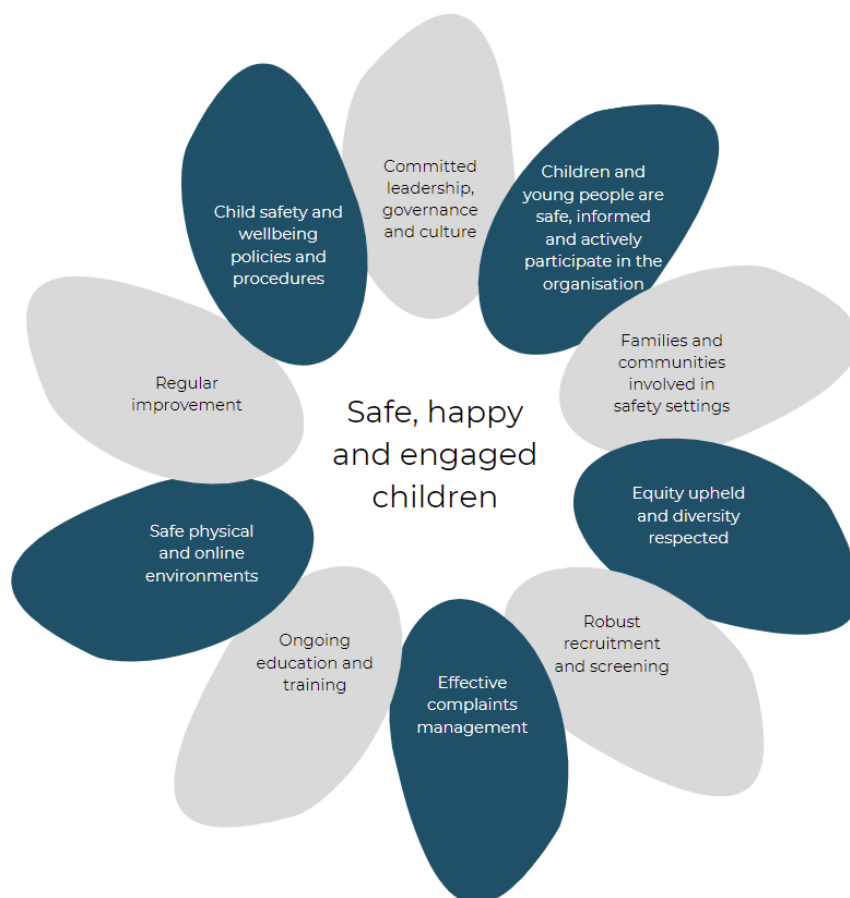 Committed
leadership,
governance
and culture
Children and
young people are
safe, informed
and actively
participate in the
organisation
Families and
communities
involved in
safety settings
Equity upheld
and diversity
respected
Robust
recruitment
and screening
Effective
complaints
management
Ongoing
education and
training
Safe physical
and online
environments
Regular
improvement
Child safety and
wellbeing
policies and
procedures
Safe, happy
and engaged
children